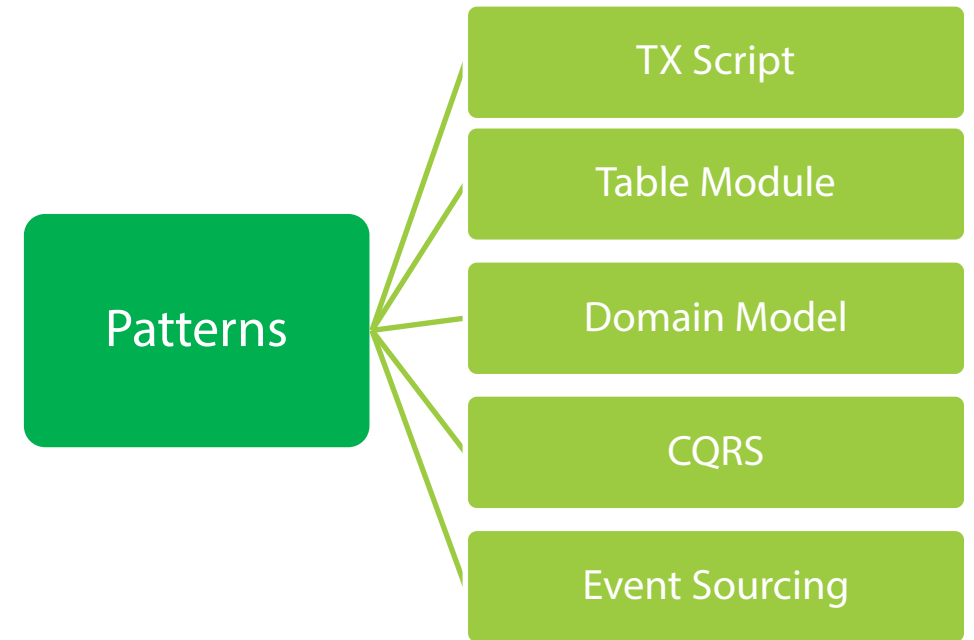 TX Script
Table Module
Patterns
Domain Model
CQRS
Event Sourcing